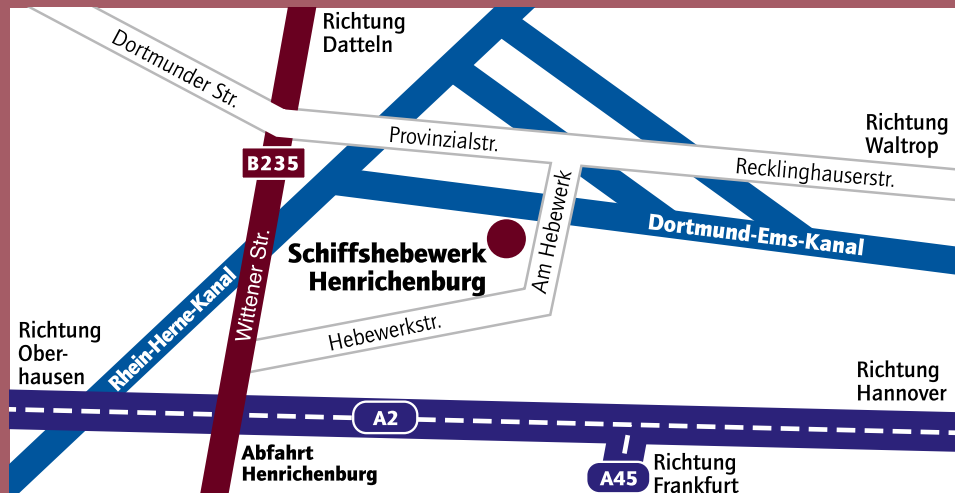 Richtung
Datteln
Dortmunder Str.
Provinzialstr.
Richtung
Waltrop
B235
Recklinghauserstr.
Am Hebewerk
Dortmund-Ems-Kanal
Wittener Str.
Schiffshebewerk
Henrichenburg
Rhein-Herne-Kanal
Hebewerkstr.
Richtung
Ober-
hausen
Richtung
Hannover
A2
Abfahrt
Henrichenburg
A45
Richtung
Frankfurt